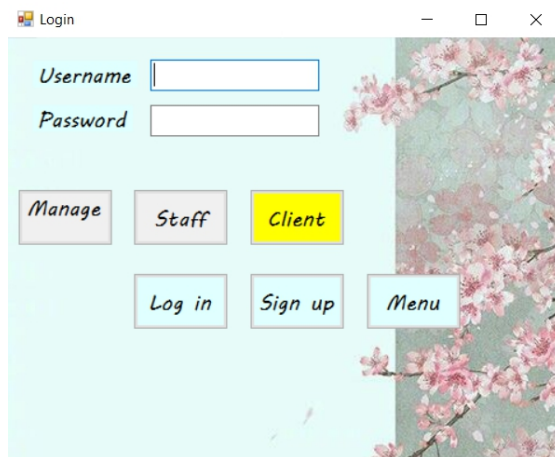 Login
Username
Password
Manage
Staff
Client
Log in
Sign up
Menu